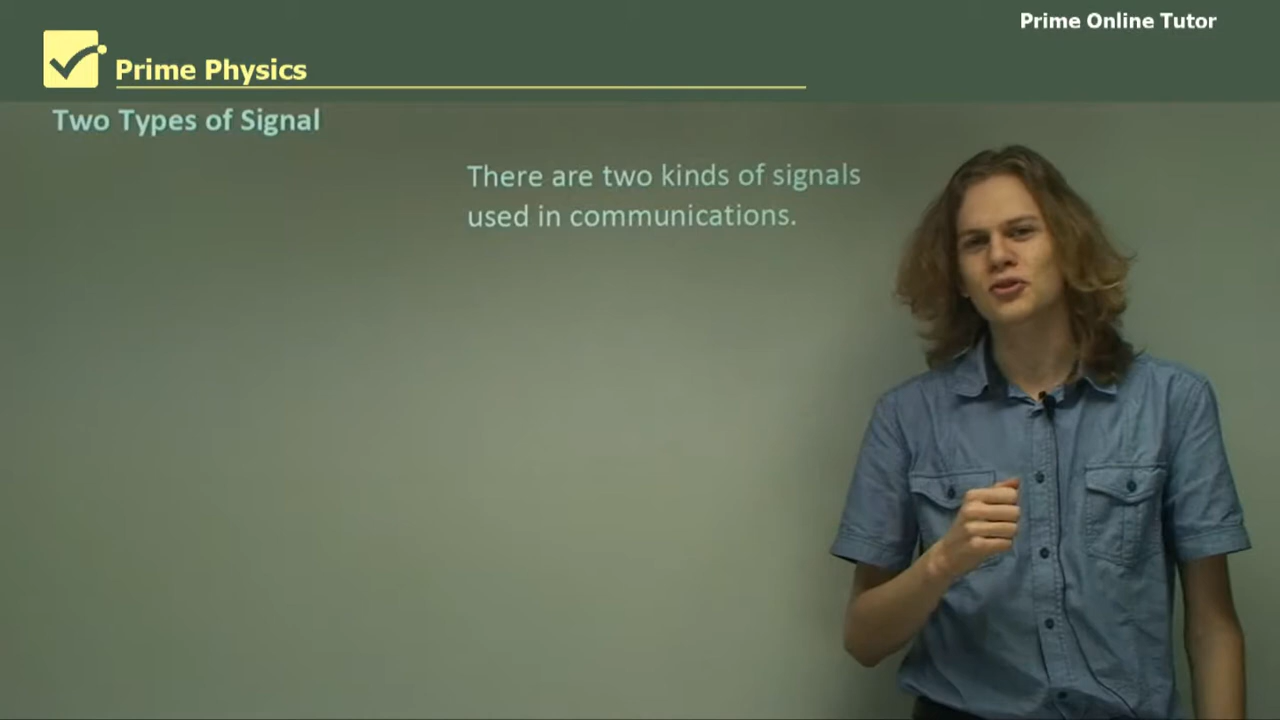 Prime Online Tutor
Prime Physics
Two Types of Signal
There are two kinds of signals
used in communications.